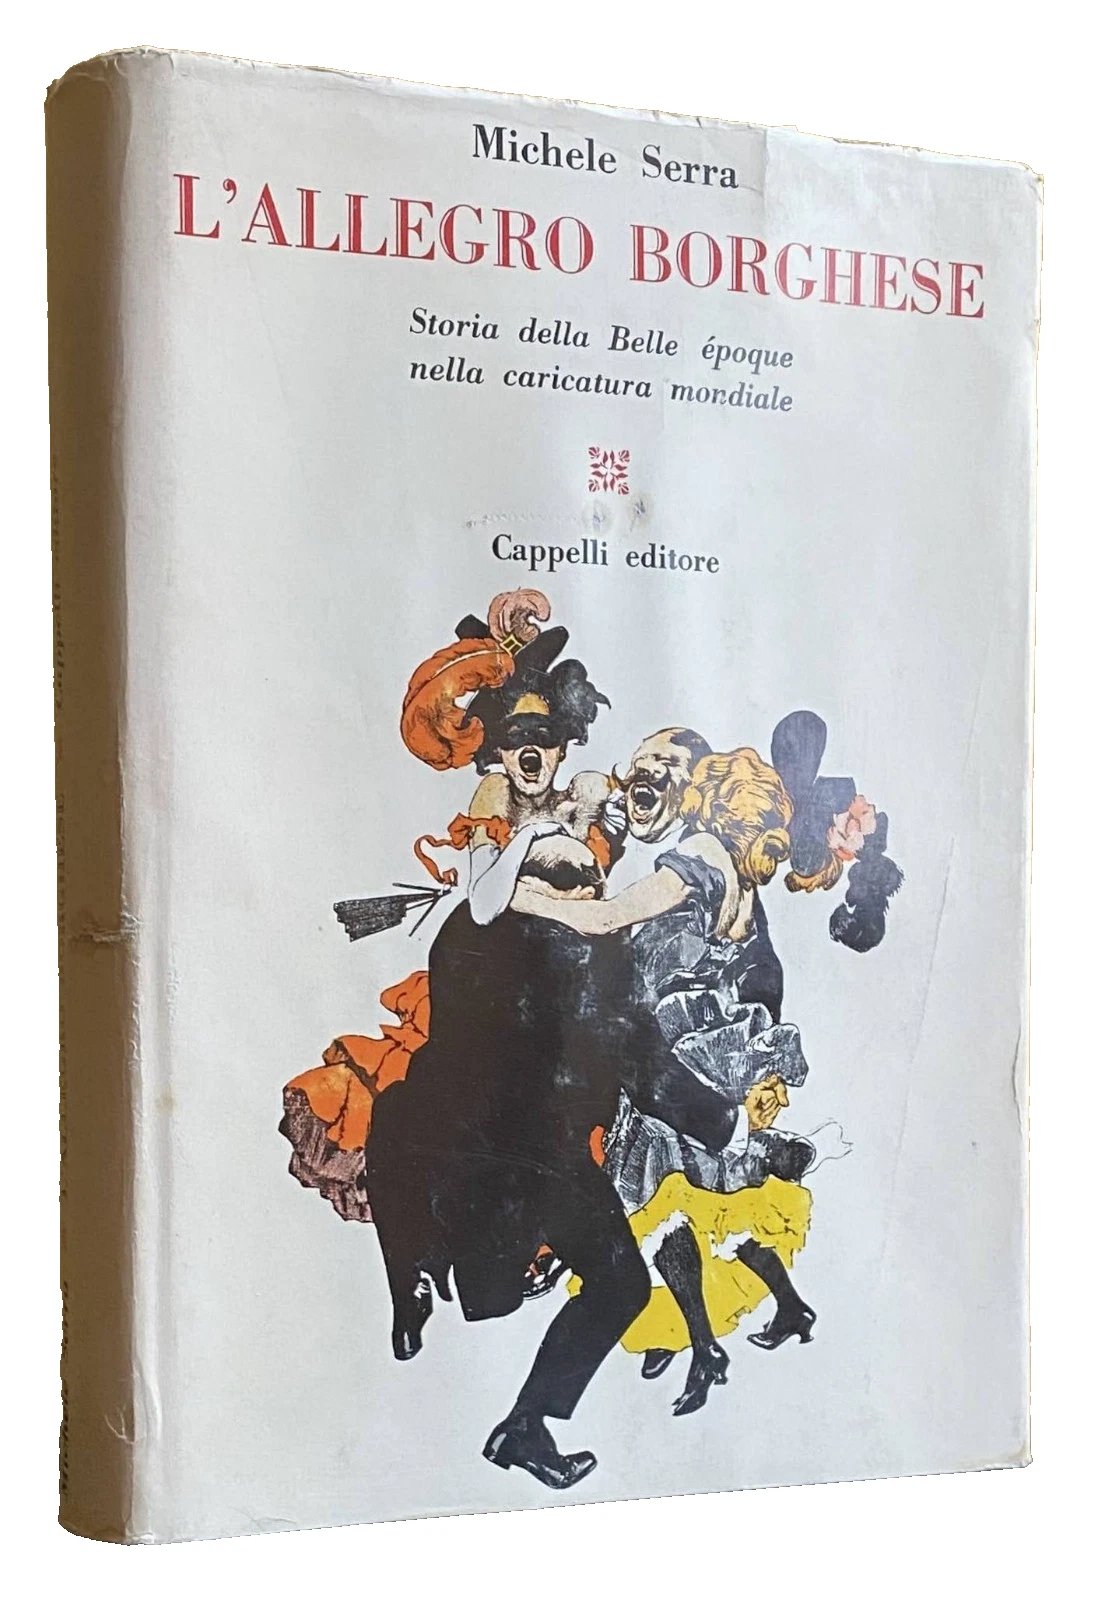 Michele Serra
L'ALLEGRO BORGHESE
Storia della Belle époque
nella caricatura mondiale
Cappelli editore